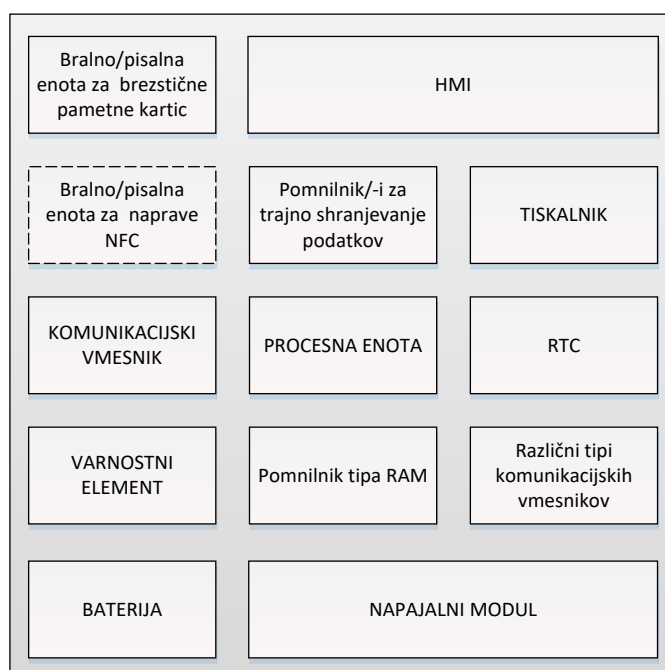 Bralno/pisalna
enota za brezstične
pametne kartic
HMI
Bralno/pisalna
enota za naprave
NFC
Pomnilnik/-i za
trajno shranjevanje
podatkov
TISKALNIK
KOMUNIKACIJSKI
VMESNIK
PROCESNA ENOTA
RTC
VARNOSTNI
ELEMENT
Pomnilnik tipa RAM
Različni tipi
komunikacijskih
vmesnikov
BATERIJA
NAPAJALNI MODUL